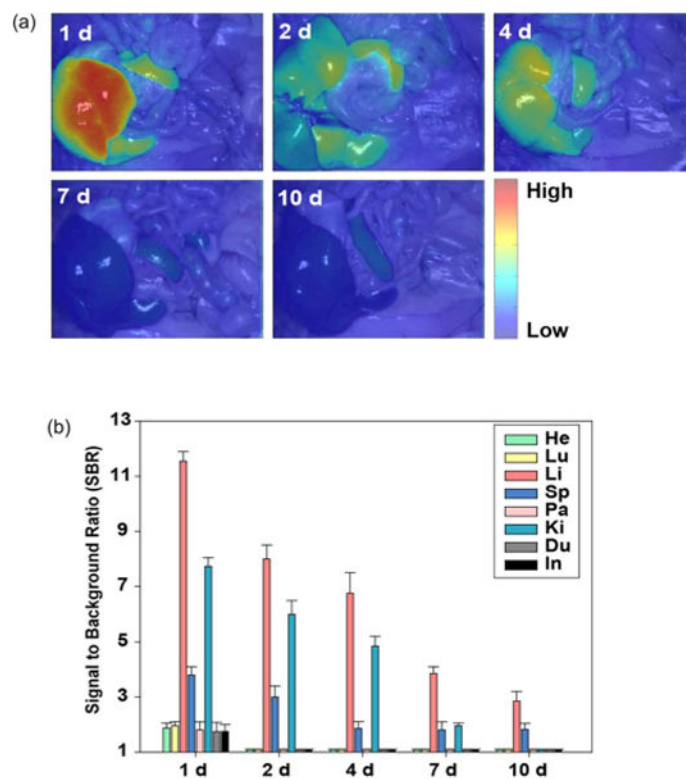 (a)
1 d
2 d
4 d
7 d
10 d
High
Low
(b)
Signal to Background Ratio (SBR)
13
11
9
7
5
3
1
He
Lu
Li
Sp
Pa
Ki
Du
In
1 d
2 d
4 d
7 d
10 d